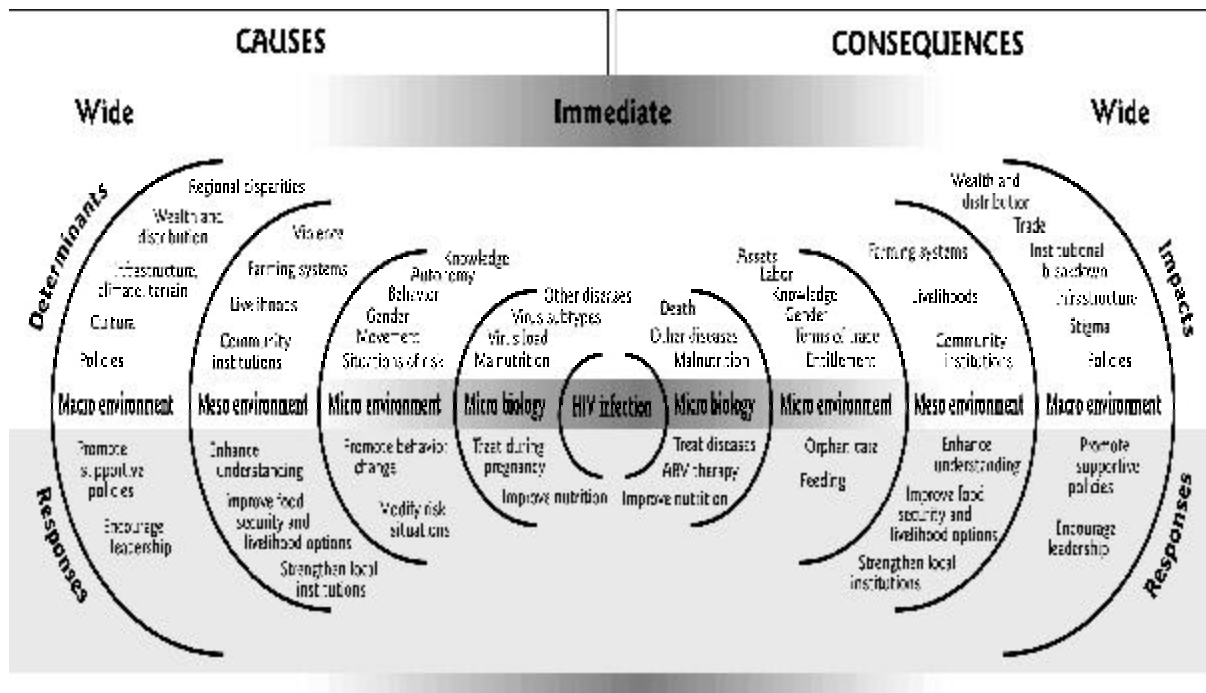 CAUSES
CONSEQUENCES
Wide
Immediate
Wide
Determinants
Regional disparities
Wealth and
distribution
Infrastructure,
climate, terrain
Cultural
Policies
Macro environment
Violence
Farming systems
Livelihoods
Community
institutions
Meso environment
Knowledge
Autonomy
Behavior
Gender
Movement
Situations of risk
Micro environment
Other diseases
Virus subtypes
Virus load
Malnutrition
Micro biology
HIV infection
Death
Other diseases
Malnutrition
Micro biology
Assets
Labor
Knowledge
Gender
Terms of trade
Entitlement
Micro environment
Farming systems
Livelihoods
Community
institutions
Meso environment
Wealth and
distribution
Trade
Institutional
breakdown
Infrastructure
Stigma
Policies
Macro environment
Impacts
Responses
Promote
supportive
policies
Encourage
leadership
Enhance
understanding
Improve food
security and
livelihood options
Strengthen local
institutions
Promote behavior
change
Modify risk
situations
Treat during
pregnancy
Improve nutrition
Treat diseases
ARV therapy
Improve nutrition
Orphan care
Feeding
Enhance
understanding
Improve food
security and
livelihood options
Strengthen local
institutions
Promote
supportive
policies
Encourage
leadership
Responses